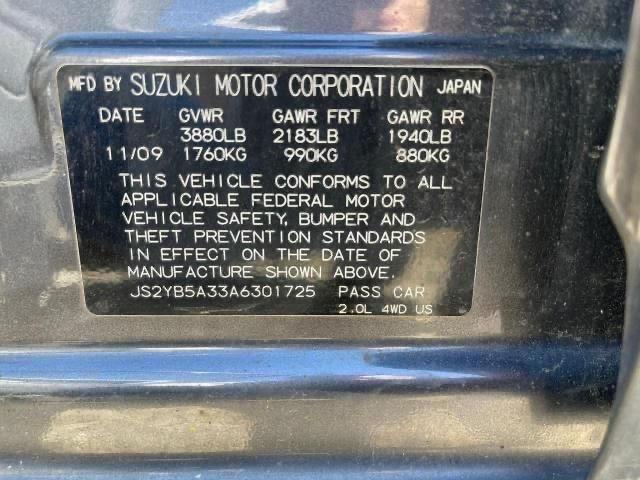 MFD BY SUZUKI MOTOR CORPORATION JAPAN
DATE GVWR GAWR FRT GAWR RR
3880LB 2183LB 1940LB
11/09 1760KG 990KG 880KG
THIS VEHICLE CONFORMS TO ALL
APPLICABLE FEDERAL MOTOR
VEHICLE SAFETY, BUMPER AND
THEFT PREVENTION STANDARDS
IN EFFECT ON THE DATE OF
MANUFACTURE SHOWN ABOVE.
JS2YB5A33A6301725 PASS CAR
2.0L 4WD US